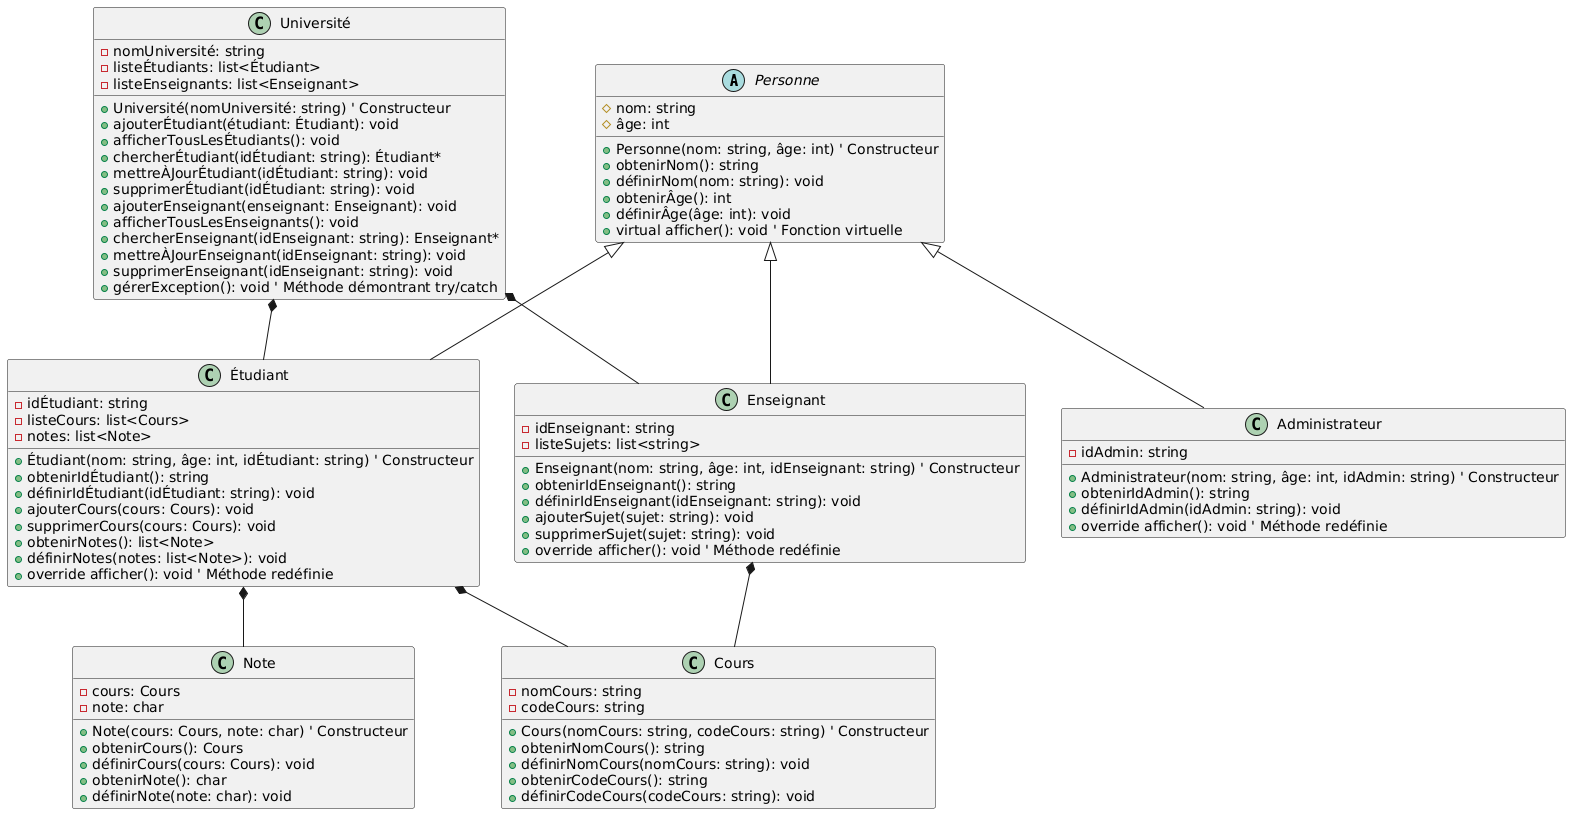 C Université
nomUniversité: string
listeÉtudiants: list<Étudiant>
listeEnseignants: list<Enseignant>
Université(nomUniversité: string) ' Constructeur
ajouterÉtudiant(étudiant: Étudiant): void
afficherTousLesÉtudiants(): void
chercherÉtudiant(idÉtudiant: string): Étudiant*
mettreÀJourÉtudiant(idÉtudiant: string): void
supprimerÉtudiant(idÉtudiant: string): void
ajouterEnseignant(enseignant: Enseignant): void
afficherTousLesEnseignants(): void
chercherEnseignant(idEnseignant: string): Enseignant*
mettreÀJourEnseignant(idEnseignant: string): void
supprimerEnseignant(idEnseignant: string): void
gérerException(): void ' Méthode démontrant try/catch
A Personne
nom: string
âge: int
Personne(nom: string, âge: int) ' Constructeur
obtenirNom(): string
définirNom(nom: string): void
obtenirÂge(): int
définirÂge(âge: int): void
virtual afficher(): void ' Fonction virtuelle
C Étudiant
idÉtudiant: string
listeCours: list<Cours>
notes: list<Note>
Étudiant(nom: string, âge: int, idÉtudiant: string) ' Constructeur
obtenirIdÉtudiant(): string
définirIdÉtudiant(idÉtudiant: string): void
ajouterCours(cours: Cours): void
supprimerCours(cours: Cours): void
obtenirNotes(): list<Note>
définirNotes(notes: list<Note>): void
override afficher(): void ' Méthode redéfinie
C Enseignant
idEnseignant: string
listeSujets: list<string>
Enseignant(nom: string, âge: int, idEnseignant: string) ' Constructeur
obtenirIdEnseignant(): string
définirIdEnseignant(idEnseignant: string): void
ajouterSujet(sujet: string): void
supprimerSujet(sujet: string): void
override afficher(): void ' Méthode redéfinie
C Administrateur
idAdmin: string
Administrateur(nom: string, âge: int, idAdmin: string) ' Constructeur
obtenirIdAdmin(): string
définirIdAdmin(idAdmin: string): void
override afficher(): void ' Méthode redéfinie
C Note
cours: Cours
note: char
Note(cours: Cours, note: char) ' Constructeur
obtenirCours(): Cours
définirCours(cours: Cours): void
obtenirNote(): char
définirNote(note: char): void
C Cours
nomCours: string
codeCours: string
Cours(nomCours: string, codeCours: string) ' Constructeur
obtenirNomCours(): string
définirNomCours(nomCours: string): void
obtenirCodeCours(): string
définirCodeCours(codeCours: string): void